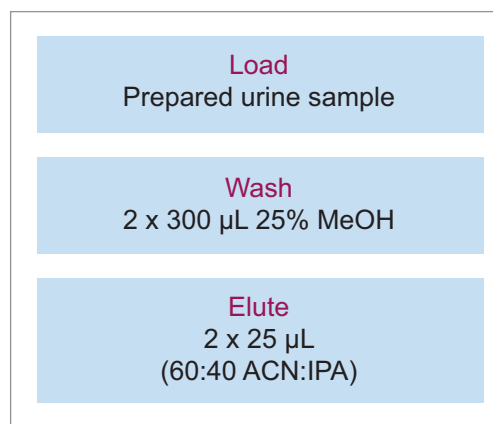 Load
Prepared urine sample
Wash
2 x 300 µL 25% MeOH
Elute
2 x 25 µL
(60:40 ACN:IPA)